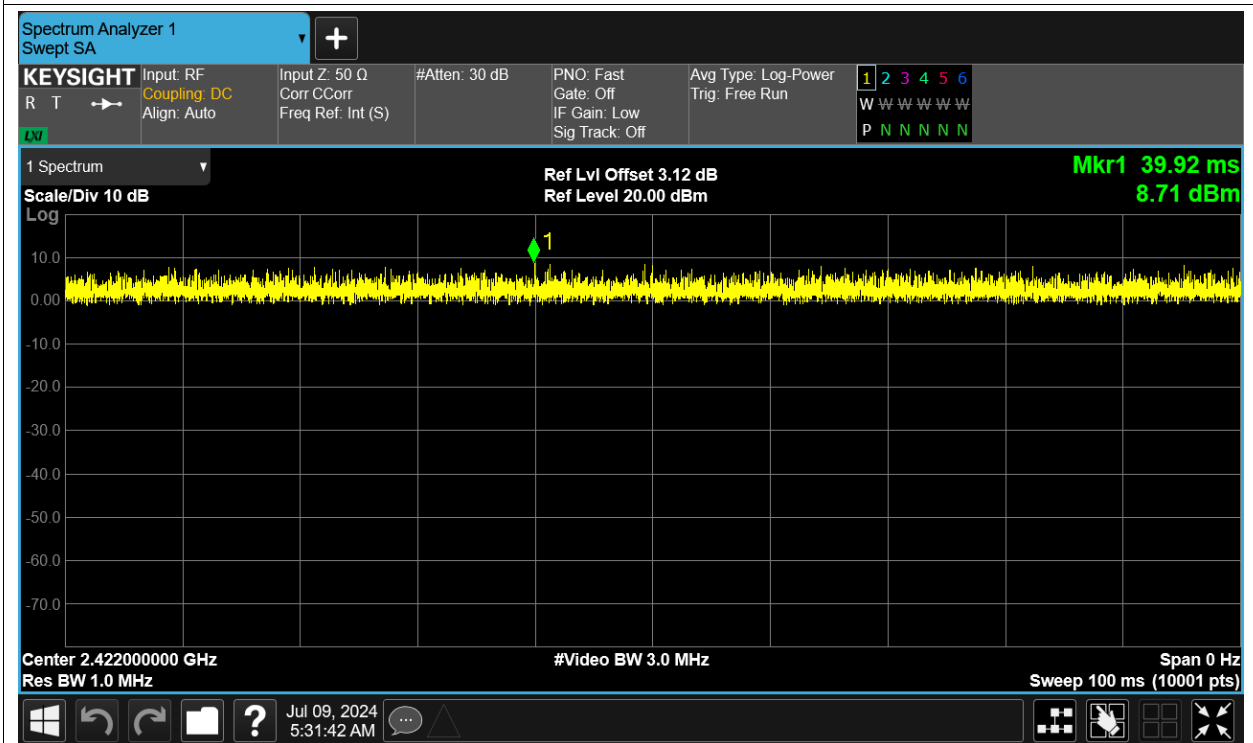 Spectrum Analyzer 1
Swept SA
KEYSIGHT Input: RF Input Z: 50 Ω #Atten: 30 dB PNO: Fast Avg Type: Log-Power 1 2 3 4 5 6
R T Coupling: DC Corr CCorr Gate: Off Trig: Free Run W W W W W W
Align: Auto Freq Ref: Int (S) IF Gain: Low
LXI Sig Track: Off P N N N N N
1 Spectrum Ref Lvl Offset 3.12 dB Mkr1 39.92 ms
Scale/Div 10 dB Ref Level 20.00 dBm 8.71 dBm
Log
1
10.0
0.00
-10.0
-20.0
-30.0
-40.0
-50.0
-60.0
-70.0
Center 2.422000000 GHz #Video BW 3.0 MHz Span 0 Hz
Res BW 1.0 MHz Sweep 100 ms (10001 pts)
? Jul 09, 2024
5:31:42 AM